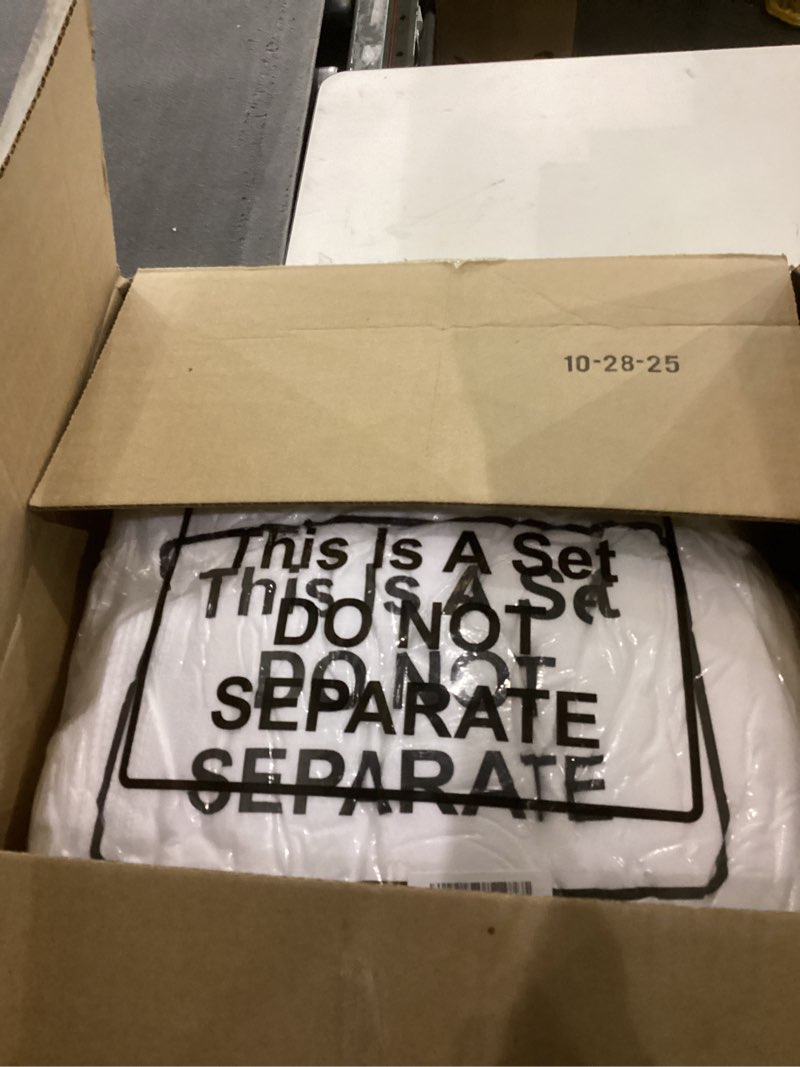 10-28-25
This Is A Set
This Is A Set
DO NOT
DO NOT
SEPARATE
SEPARATE